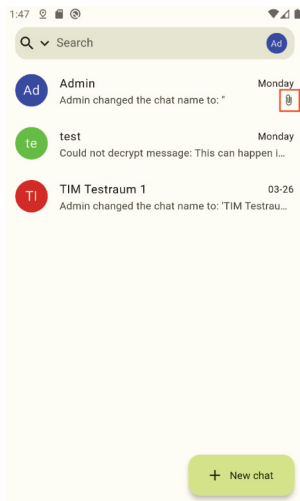 1:47
Search
Ad
Ad
Admin
Monday
Admin changed the chat name to: "
te
test
Monday
Could not decrypt message: This can happen i...
TI
TIM Testraum 1
03-26
Admin changed the chat name to: 'TIM Testrau...
+ New chat